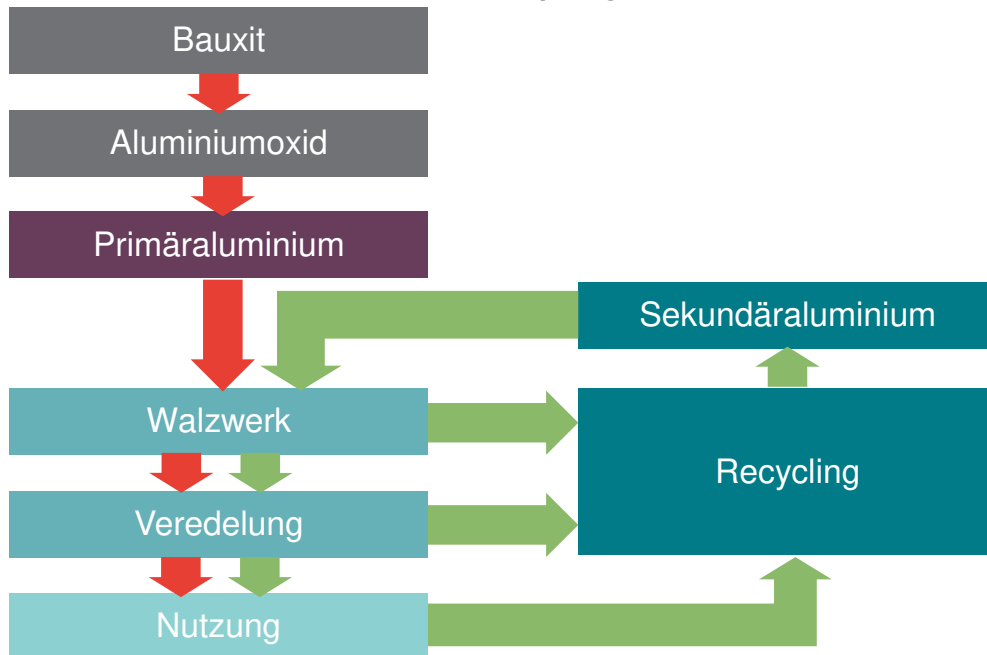 Bauxit
Aluminiumoxid
Primäraluminium
Sekundäraluminium
Walzwerk
Recycling
Veredelung
Nutzung